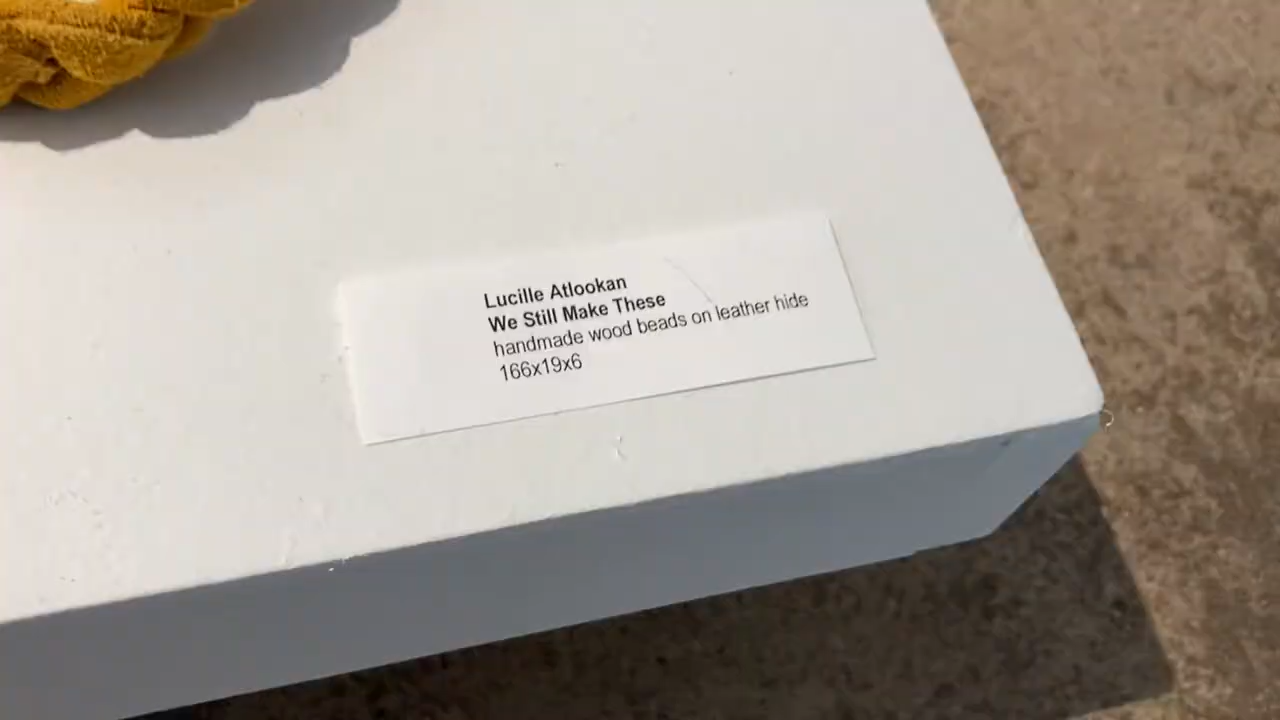 Lucille Atlookan
We Still Make These
handmade wood beads on leather hide
166x19x6